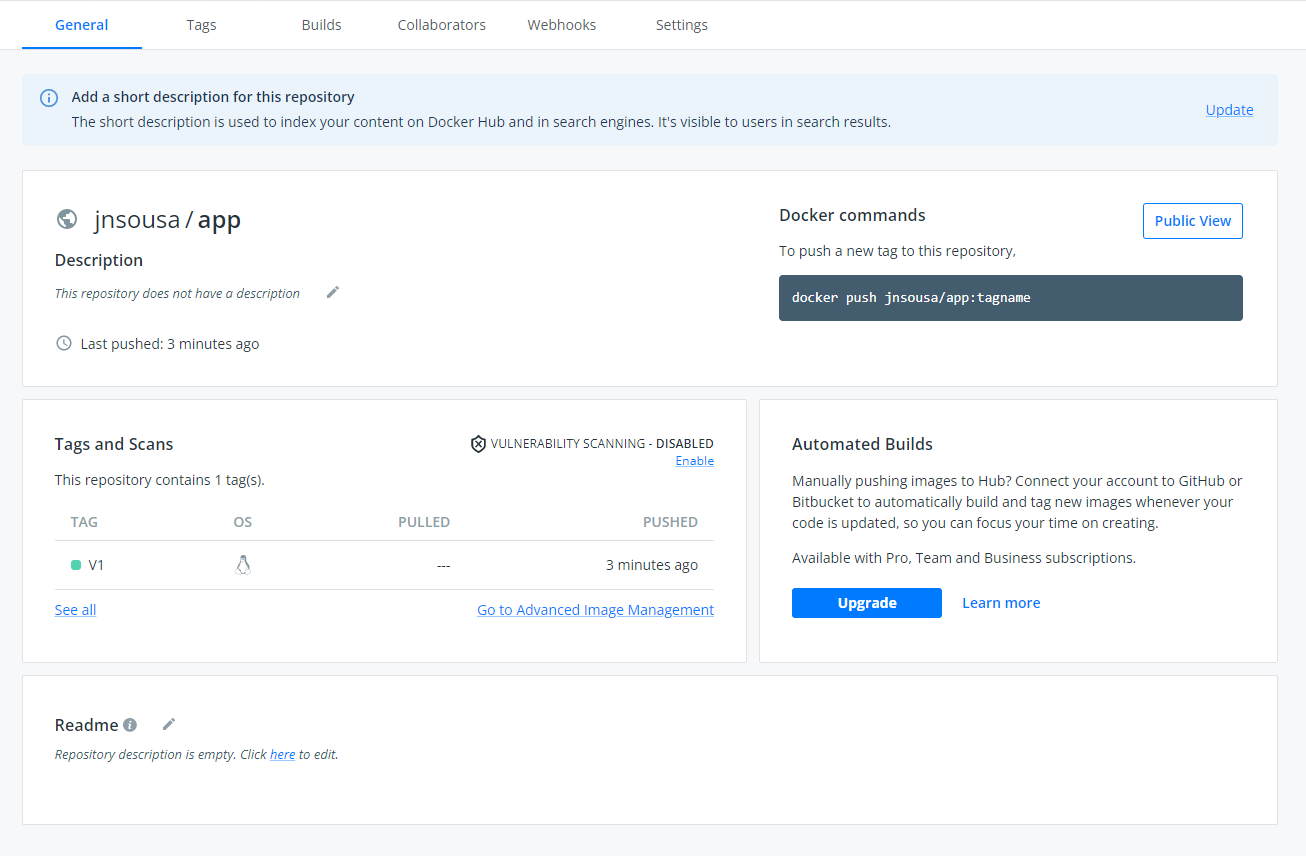 General Tags Builds Collaborators Webhooks Settings
Add a short description for this repository
The short description is used to index your content on Docker Hub and in search engines. It's visible to users in search results.
Update
jnsousa / app
Description
This repository does not have a description
Last pushed: 3 minutes ago
Docker commands
Public View
To push a new tag to this repository,
docker push jnsousa/app:tagname
Tags and Scans
VULNERABILITY SCANNING - DISABLED
Enable
This repository contains 1 tag(s).
TAG OS PULLED PUSHED
V1 --- 3 minutes ago
See all
Go to Advanced Image Management
Automated Builds
Manually pushing images to Hub? Connect your account to GitHub or
Bitbucket to automatically build and tag new images whenever your
code is updated, so you can focus your time on creating.
Available with Pro, Team and Business subscriptions.
Upgrade Learn more
Readme
Repository description is empty. Click here to edit.